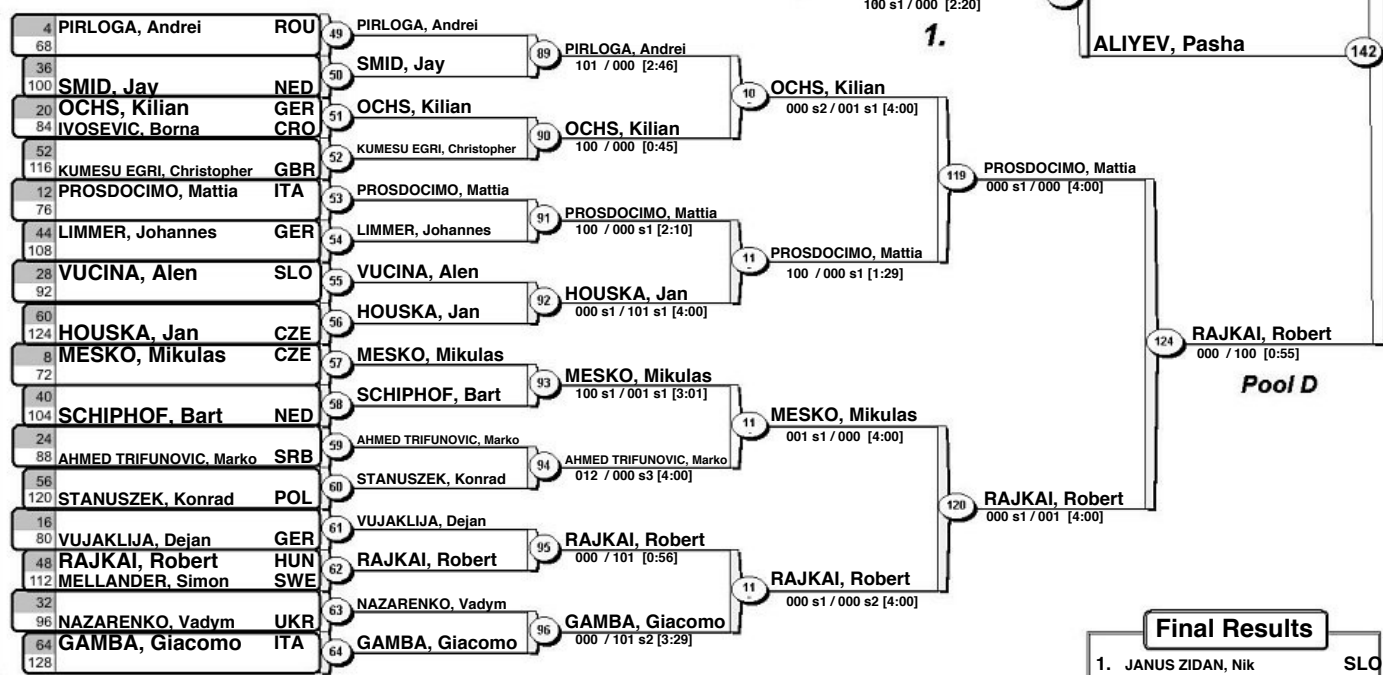 100 s1 / 000 [2:20]
1.
ALIYEV, Pasha
142
4 PIRLOGA, Andrei ROU
68
36
100 SMID, Jay NED
20 OCHS, Kilian GER
84 IVOSEVIC, Borna CRO
52
116 KUMESU EGRI, Christopher GBR
12 PROSDOCIMO, Mattia ITA
76
44 LIMMER, Johannes GER
108
28 VUCINA, Alen SLO
92
60
124 HOUSKA, Jan CZE
8 MESKO, Mikulas CZE
72
40
104 SCHIPHOF, Bart NED
24
88 AHMED TRIFUNOVIC, Marko SRB
56
120 STANUSZEK, Konrad POL
16
80 VUJAKLIJA, Dejan GER
48 RAJKAI, Robert HUN
112 MELLANDER, Simon SWE
32
96 NAZARENKO, Vadym UKR
64 GAMBA, Giacomo ITA
128
49 PIRLOGA, Andrei
50 SMID, Jay
51 OCHS, Kilian
52 KUMESU EGRI, Christopher
53 PROSDOCIMO, Mattia
54 LIMMER, Johannes
55 VUCINA, Alen
56 HOUSKA, Jan
57 MESKO, Mikulas
58 SCHIPHOF, Bart
59 AHMED TRIFUNOVIC, Marko
60 STANUSZEK, Konrad
61 VUJAKLIJA, Dejan
62 RAJKAI, Robert
63 NAZARENKO, Vadym
64 GAMBA, Giacomo
89 PIRLOGA, Andrei
101 / 000 [2:46]
90 OCHS, Kilian
100 / 000 [0:45]
91 PROSDOCIMO, Mattia
100 / 000 s1 [2:10]
92 HOUSKA, Jan
000 s1 / 101 s1 [4:00]
93 MESKO, Mikulas
100 s1 / 001 s1 [3:01]
94 AHMED TRIFUNOVIC, Marko
012 / 000 s3 [4:00]
95 RAJKAI, Robert
000 / 101 [0:56]
96 GAMBA, Giacomo
000 / 101 s2 [3:29]
10 OCHS, Kilian
000 s2 / 001 s1 [4:00]
11 PROSDOCIMO, Mattia
100 / 000 s1 [1:29]
11 MESKO, Mikulas
001 s1 / 000 [4:00]
11 RAJKAI, Robert
000 s1 / 000 s2 [4:00]
119 PROSDOCIMO, Mattia
000 s1 / 000 [4:00]
120 RAJKAI, Robert
000 s1 / 001 [4:00]
124 RAJKAI, Robert
000 / 100 [0:55]
Pool D
Final Results
1. JANUS ZIDAN, Nik SLO